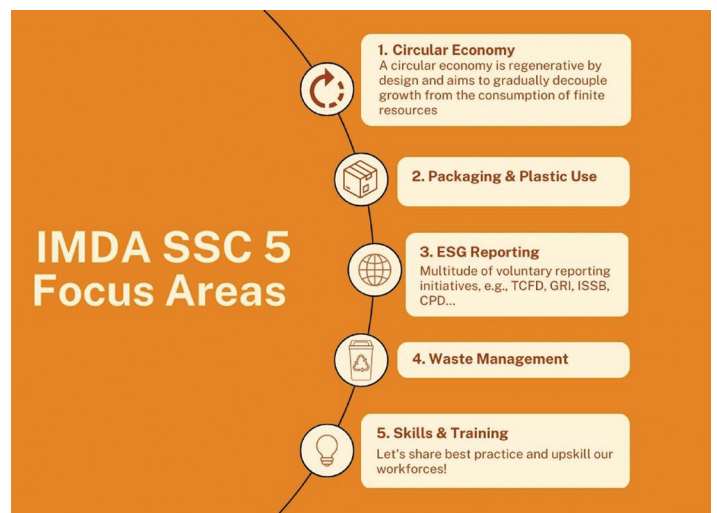 IMDA SSC 5
Focus Areas
1. Circular Economy
A circular economy is regenerative by
design and aims to gradually decouple
growth from the consumption of finite
resources
2. Packaging & Plastic Use
3. ESG Reporting
Multitude of voluntary reporting
initiatives, e.g., TCFD, GRI, ISSB,
CPD...
4. Waste Management
5. Skills & Training
Let's share best practice and upskill our
workforces!